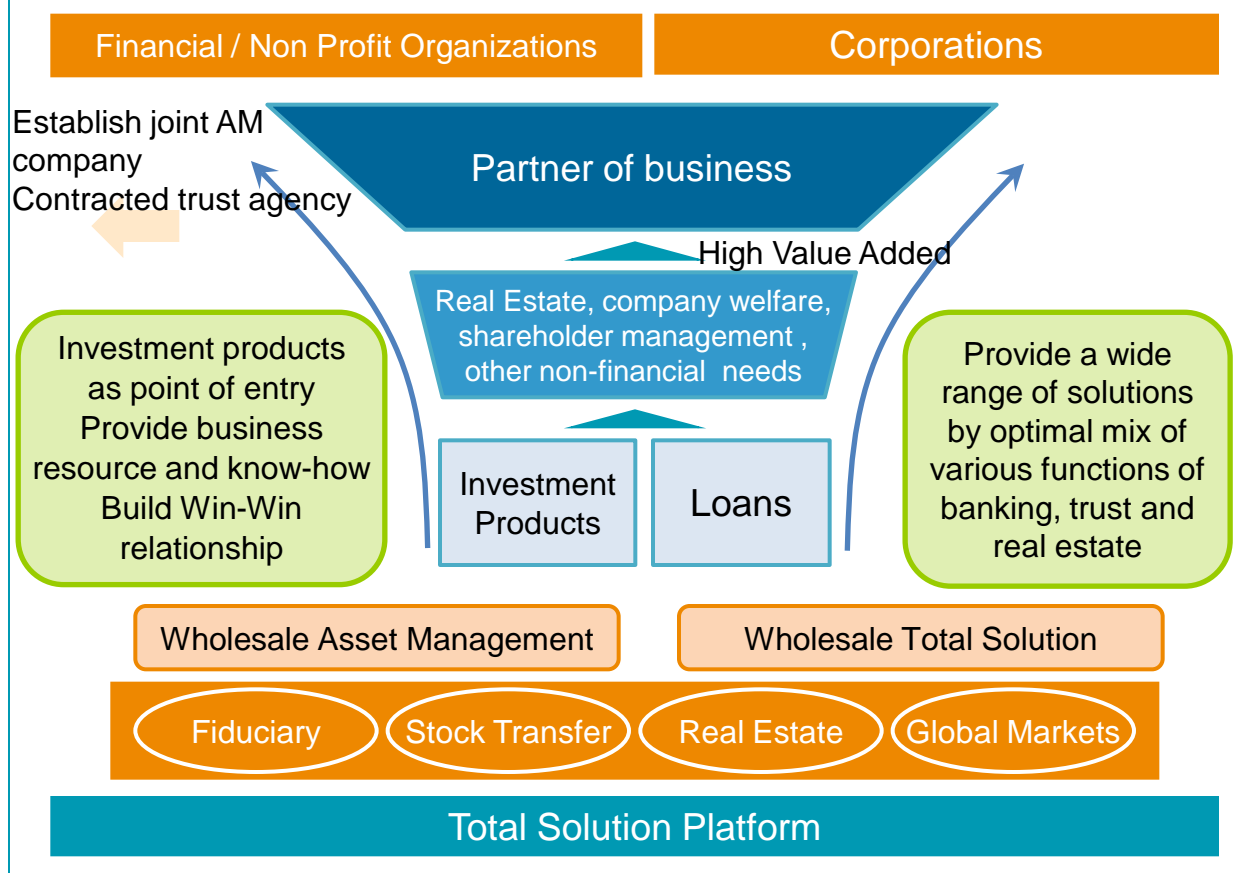 Financial / Non Profit Organizations
Corporations
Establish joint AM
company
Contracted trust agency
Partner of business
High Value Added
Real Estate, company welfare,
shareholder management ,
other non-financial needs
Investment products
as point of entry
Provide business
resource and know-how
Build Win-Win
relationship
Investment
Products
Loans
Provide a wide
range of solutions
by optimal mix of
various functions of
banking, trust and
real estate
Wholesale Asset Management
Wholesale Total Solution
Fiduciary
Stock Transfer
Real Estate
Global Markets
Total Solution Platform